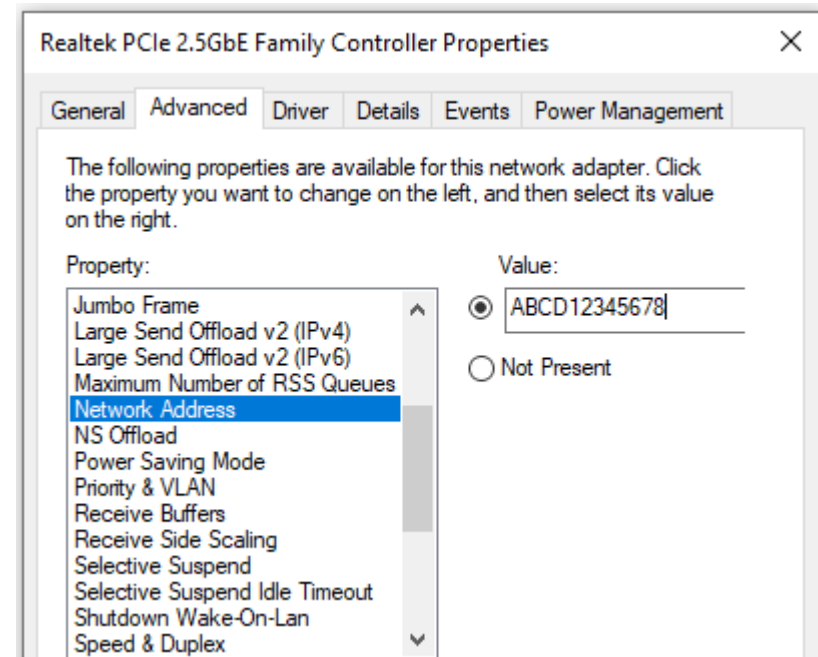 Realtek PCIe 2.5GbE Family Controller Properties
General Advanced Driver Details Events Power Management
The following properties are available for this network adapter. Click
the property you want to change on the left, and then select its value
on the right.
Property:
Value:
Jumbo Frame
Large Send Offload v2 (IPv4)
Large Send Offload v2 (IPv6)
Maximum Number of RSS Queues
Network Address
NS Offload
Power Saving Mode
Priority & VLAN
Receive Buffers
Receive Side Scaling
Selective Suspend
Selective Suspend Idle Timeout
Shutdown Wake-On-Lan
Speed & Duplex
ABCD12345678
Not Present